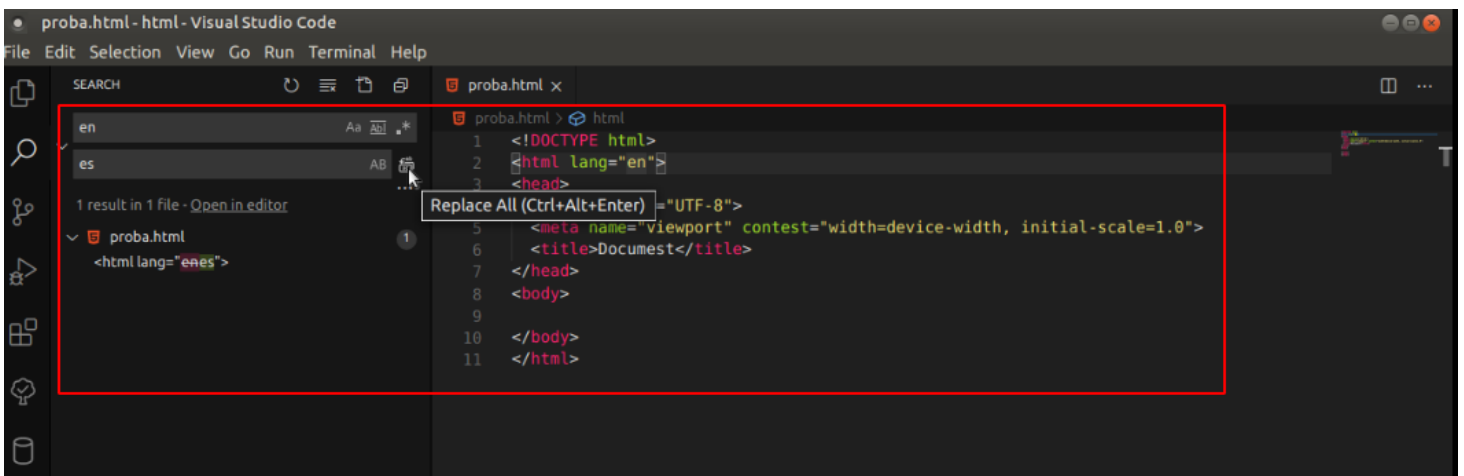 proba.html - html - Visual Studio Code
File Edit Selection View Go Run Terminal Help
SEARCH
en
Aa Abl .*
es
AB
1 result in 1 file - Open in editor
proba.html
1
<html lang="enes">
proba.html
proba.html > html
1 <!DOCTYPE html>
2 <html lang="en">
3 <head>
Replace All (Ctrl+Alt+Enter) ="UTF-8">
5 <meta name="viewport" contest="width=device-width, initial-scale=1.0">
6 <title>Documest</title>
7 </head>
8 <body>
9
10 </body>
11 </html>